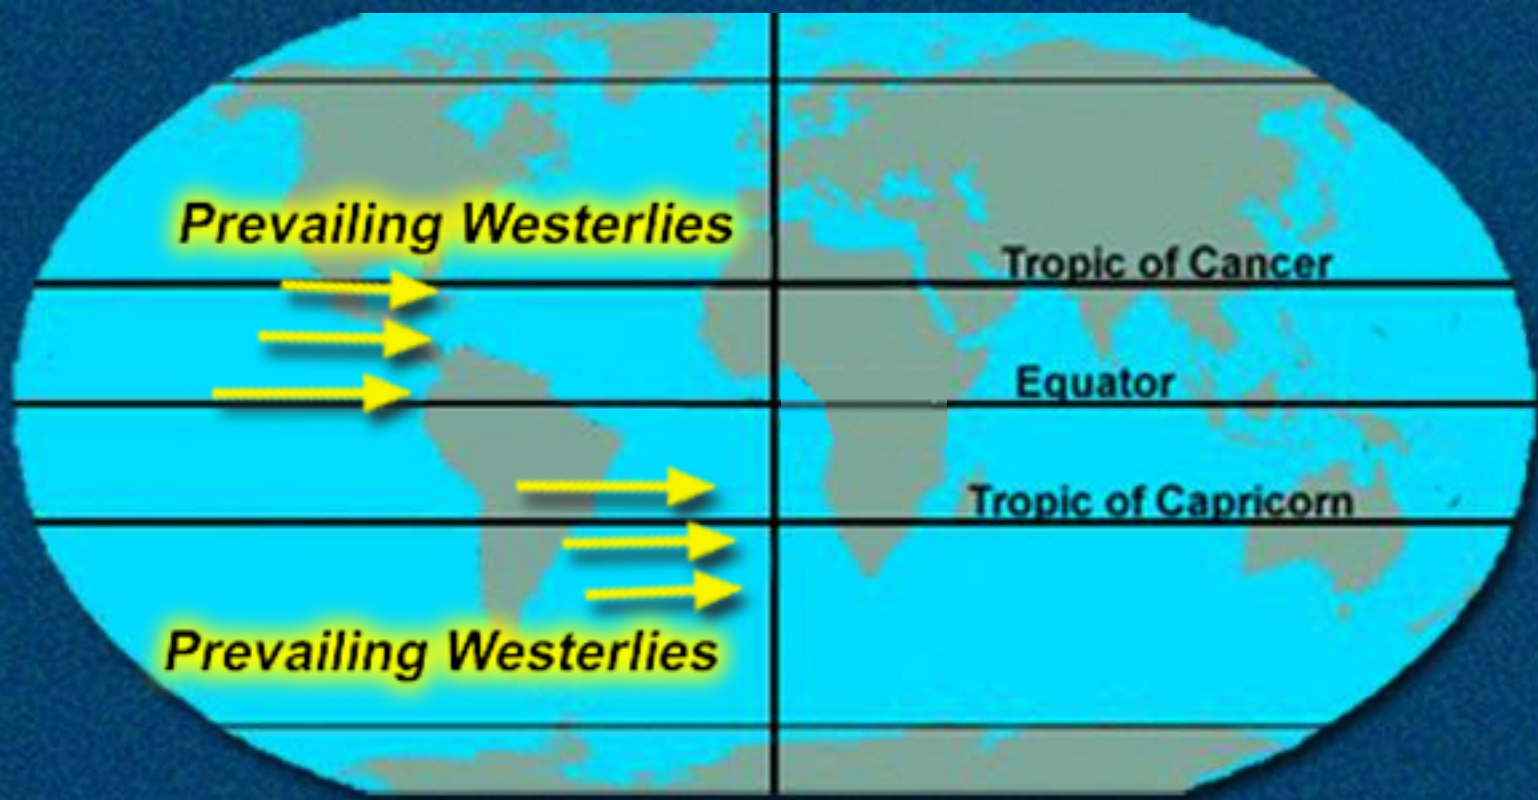 Prevailing Westerlies
Tropic of Cancer
Equator
Tropic of Capricorn
Prevailing Westerlies